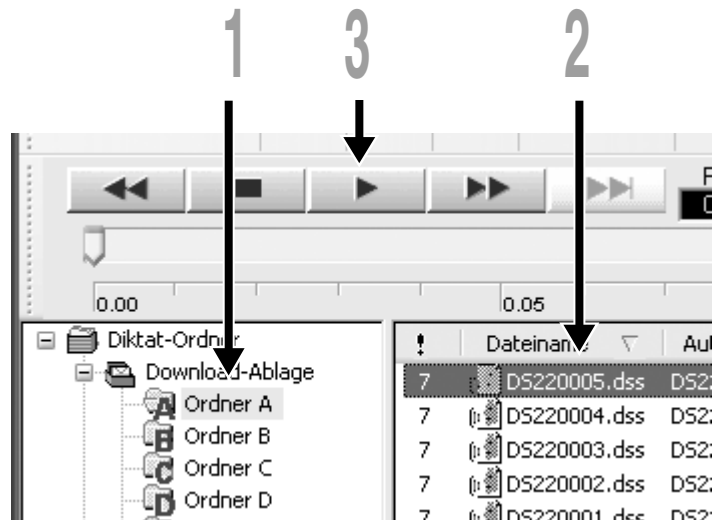 1 3 2
0.00 0.05
Diktat-Ordner
Download-Ablage
Ordner A
Ordner B
Ordner C
Ordner D
! Dateiname
7 DS220005.dss
7 DS220004.dss
7 DS220003.dss
7 DS220002.dss
7 DS220001.dss